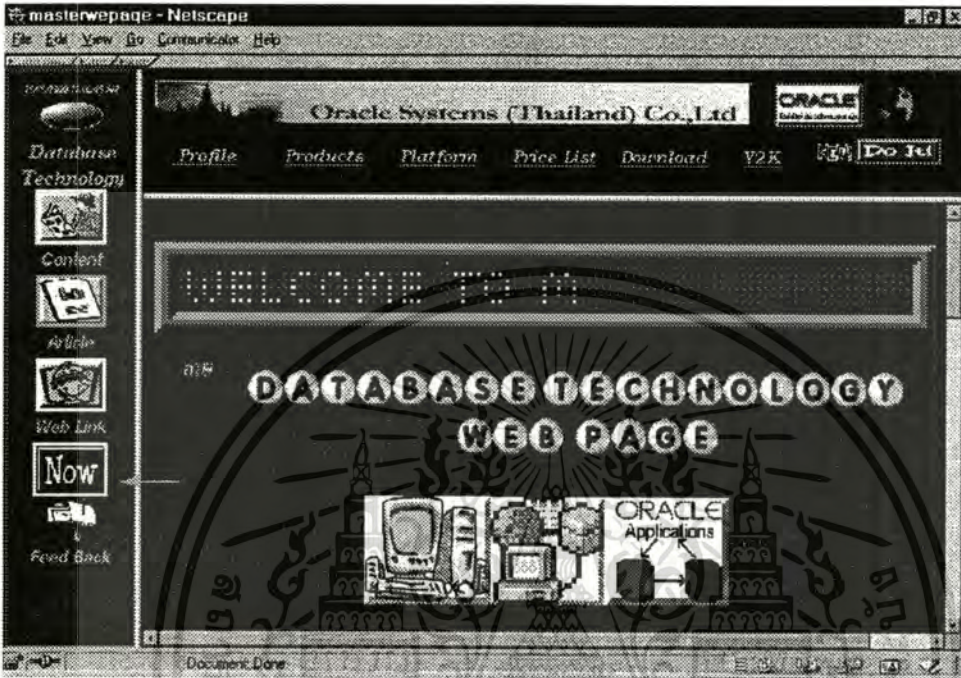 masterwepage - Netscape
File Edit View Go Communicator Help
Oracle Systems (Thailand) Co.,Ltd
ORACLE
Database
Technology
Profile Products Platform Price List Download Y2K Do It!
Content
WELCOME TO M
Article
DATABASE TECHNOLOGY
WEB PAGE
Web Link
Now
ORACLE
Applications
Feed Back
Document: Done